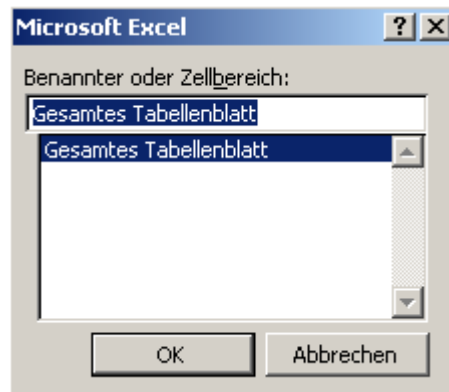 Microsoft Excel
Benannter oder Zellbereich:
Gesamtes Tabellenblatt
Gesamtes Tabellenblatt
OK Abbrechen